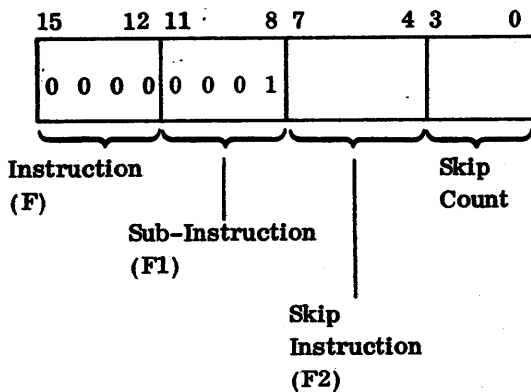 15 12 11 8 7 4 3 0
0 0 0 0 0 0 0 1
Instruction
(F)
Skip
Count
Sub-Instruction
(F1)
Skip
Instruction
(F2)